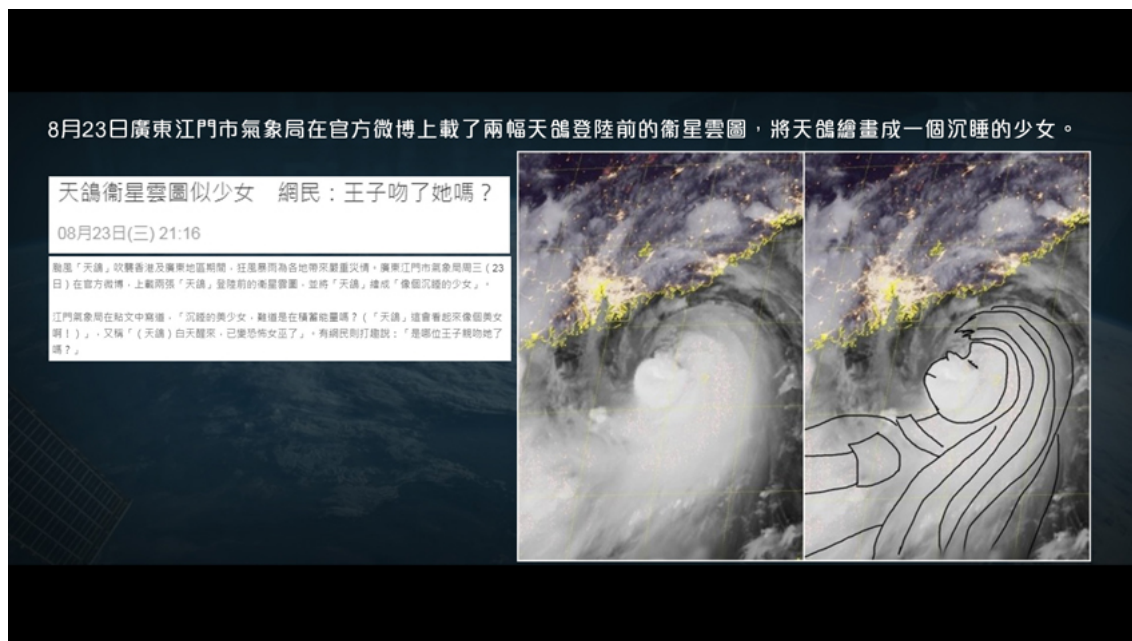 8月23日廣東江門市氣象局在官方微博上載了兩幅天鴿登陸前的衞星雲圖，將天鴿繪畫成一個沉睡的少女。
天鴿衞星雲圖似少女　網民：王子吻了她嗎？
08月23日(三) 21:16
颱風「天鴿」吹襲香港及廣東地區期間，狂風暴雨為各地帶來嚴重災情。廣東江門市氣象局周三（23
日）在官方微博，上載兩張「天鴿」登陸前的衞星雲圖，並將「天鴿」繪成「像個沉睡的少女」。
江門氣象局在帖文中寫道，「沉睡的美少女，難道是在積蓄能量嗎？(「天鴿」這會看起來像個美女
啊！）」，又稱「（天鴿）白天醒來，已變恐怖女巫了」。有網民則打趣說：「是哪位王子親吻她了
嗎？」